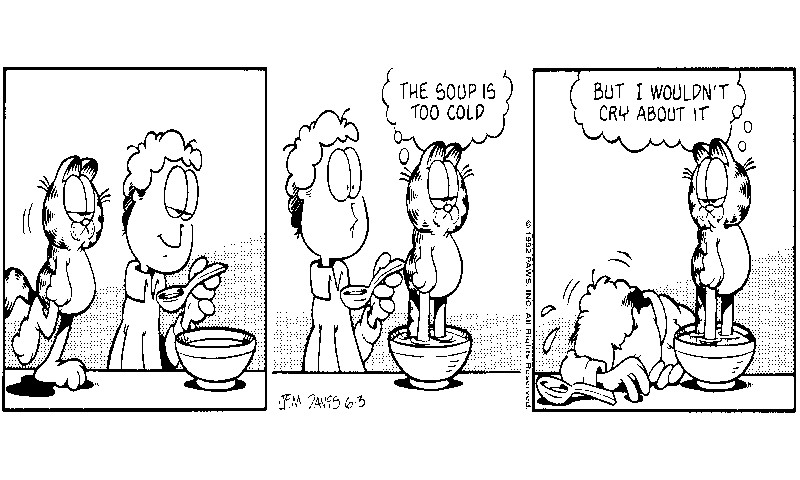 THE SOUP IS
TOO COLD
JIM DAVIS 6-3
© 1992 PAWS, INC. All Rights Reserved.
BUT I WOULDN'T
CRY ABOUT IT